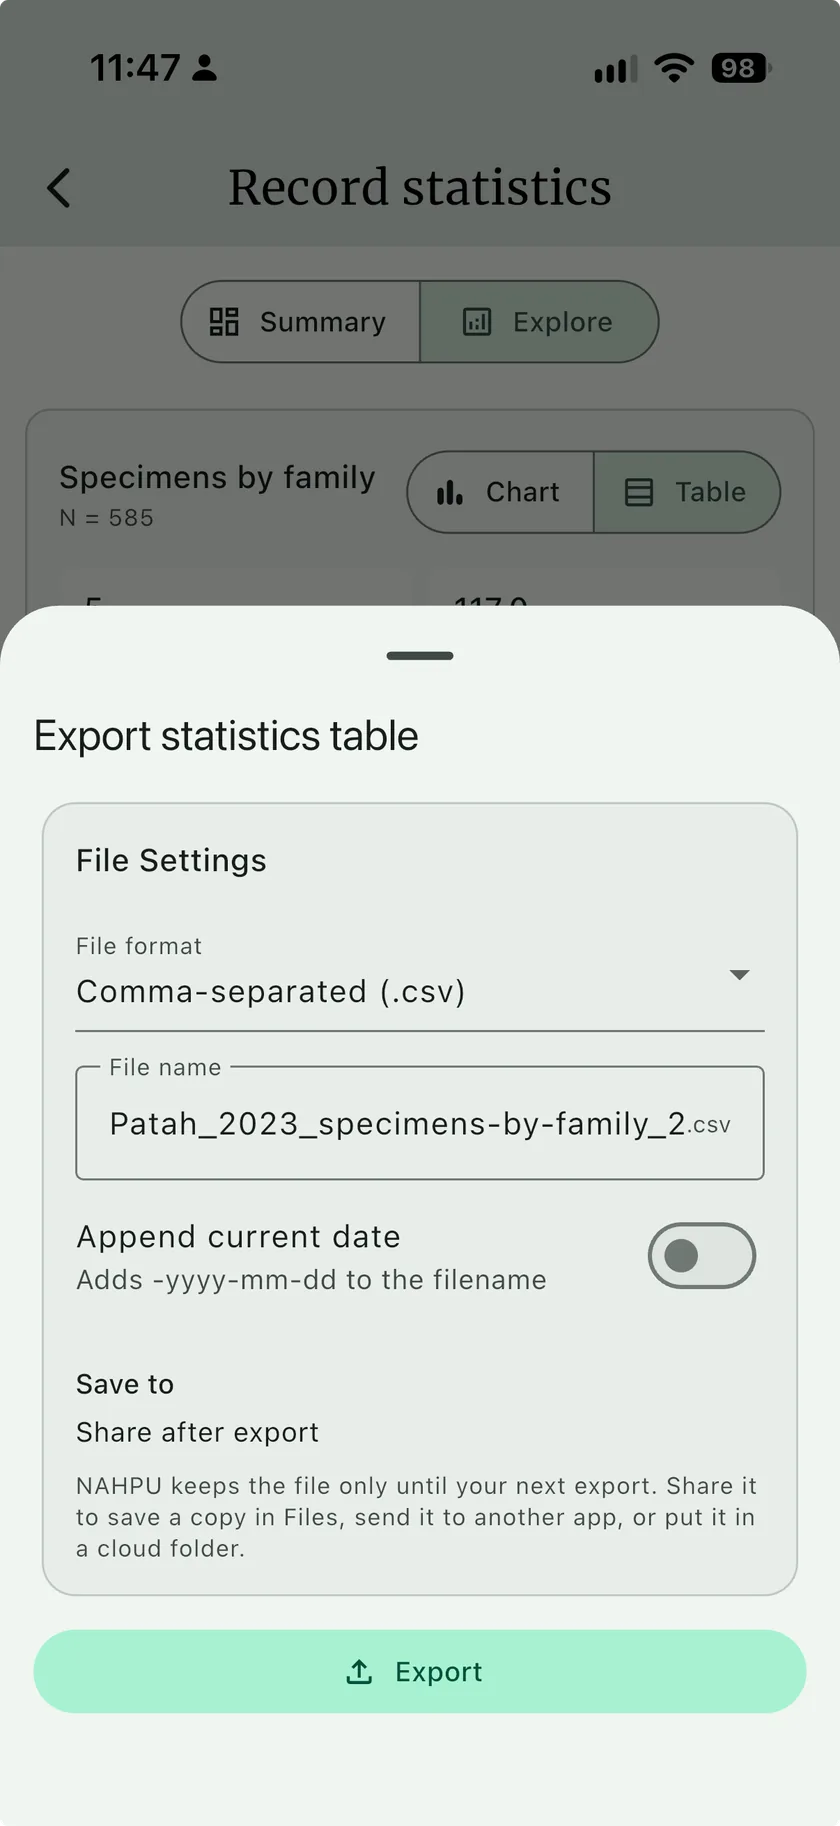 11:47
98
Record statistics
Summary
Explore
Specimens by family
N = 585
Chart
Table
Export statistics table
File Settings
File format
Comma-separated (.csv)
File name
Patah_2023_specimens-by-family_2.csv
Append current date
Adds -yyyy-mm-dd to the filename
Save to
Share after export
NAHPU keeps the file only until your next export. Share it
to save a copy in Files, send it to another app, or put it in
a cloud folder.
Export